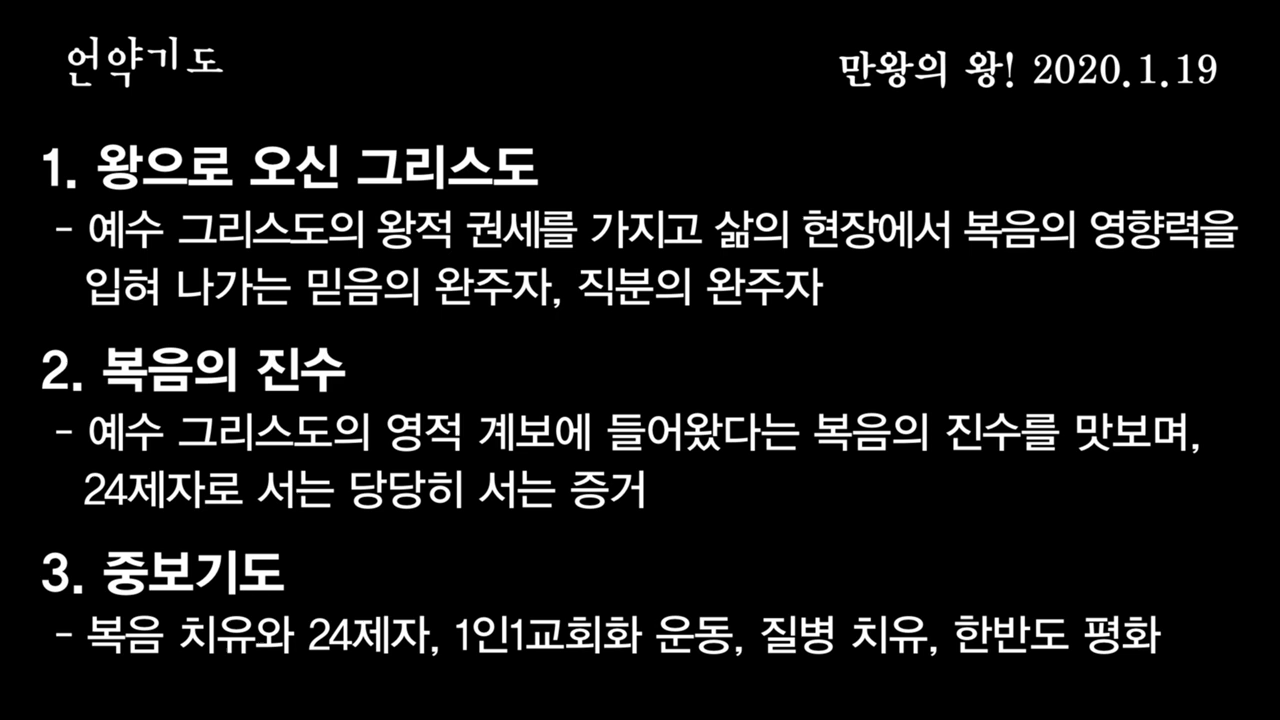 언약기도
만왕의 왕! 2020.1.19
1. 왕으로 오신 그리스도
- 예수 그리스도의 왕적 권세를 가지고 삶의 현장에서 복음의 영향력을
입혀 나가는 믿음의 완주자, 직분의 완주자
2. 복음의 진수
- 예수 그리스도의 영적 계보에 들어왔다는 복음의 진수를 맛보며,
24제자로 서는 당당히 서는 증거
3. 중보기도
- 복음 치유와 24제자, 1인1교회화 운동, 질병 치유, 한반도 평화